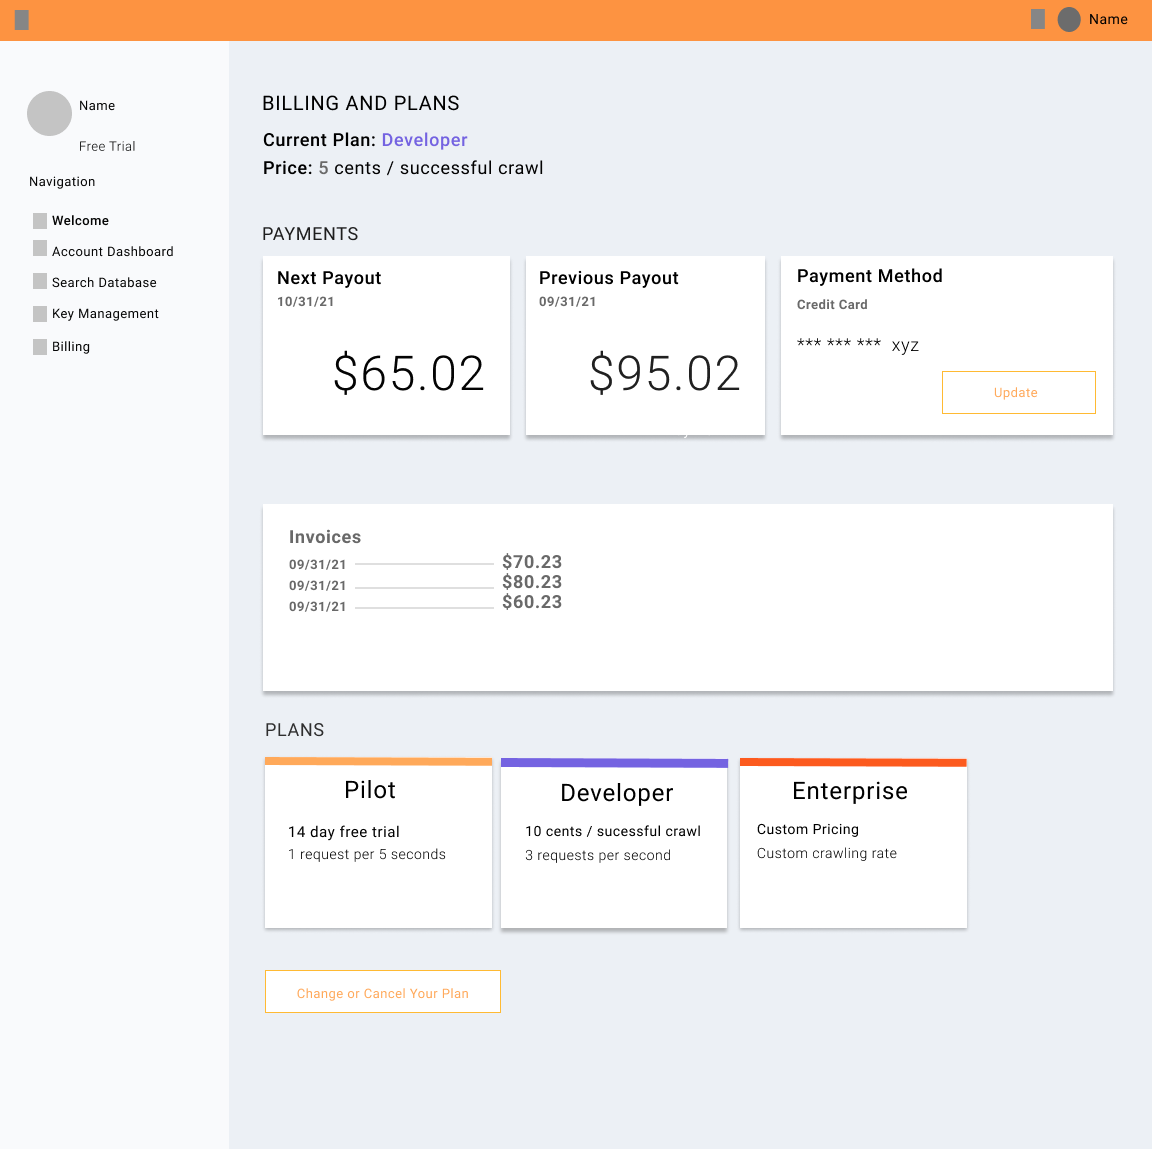 Name
Name
Free Trial
Navigation
Welcome
Account Dashboard
Search Database
Key Management
Billing
BILLING AND PLANS
Current Plan: Developer
Price: 5 cents / successful crawl
PAYMENTS
Next Payout
10/31/21
$65.02
Previous Payout
09/31/21
$95.02
Payment Method
Credit Card
*** *** *** xyz
Update
Invoices
09/31/21 $70.23
09/31/21 $80.23
09/31/21 $60.23
PLANS
Pilot
14 day free trial
1 request per 5 seconds
Developer
10 cents / sucessful crawl
3 requests per second
Enterprise
Custom Pricing
Custom crawling rate
Change or Cancel Your Plan